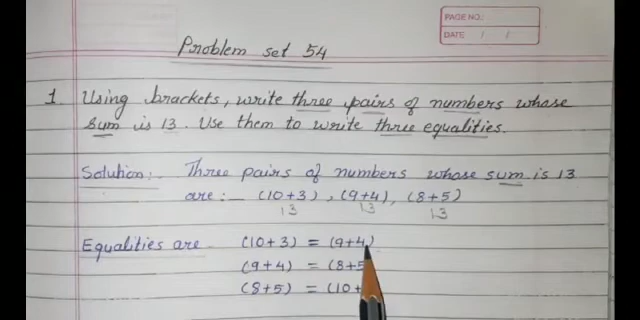 PAGE NO.:
DATE / /
Problem set 54
1. Using brackets, write three pairs of numbers whose
sum is 13. Use them to write three equalities.
Solution:- Three pairs of numbers whose sum is 13
are:- (10+3), (9+4), (8+5)
13 13 13
Equalities are (10+3) = (9+4)
(9+4) = (8+5
(8+5) = (10+